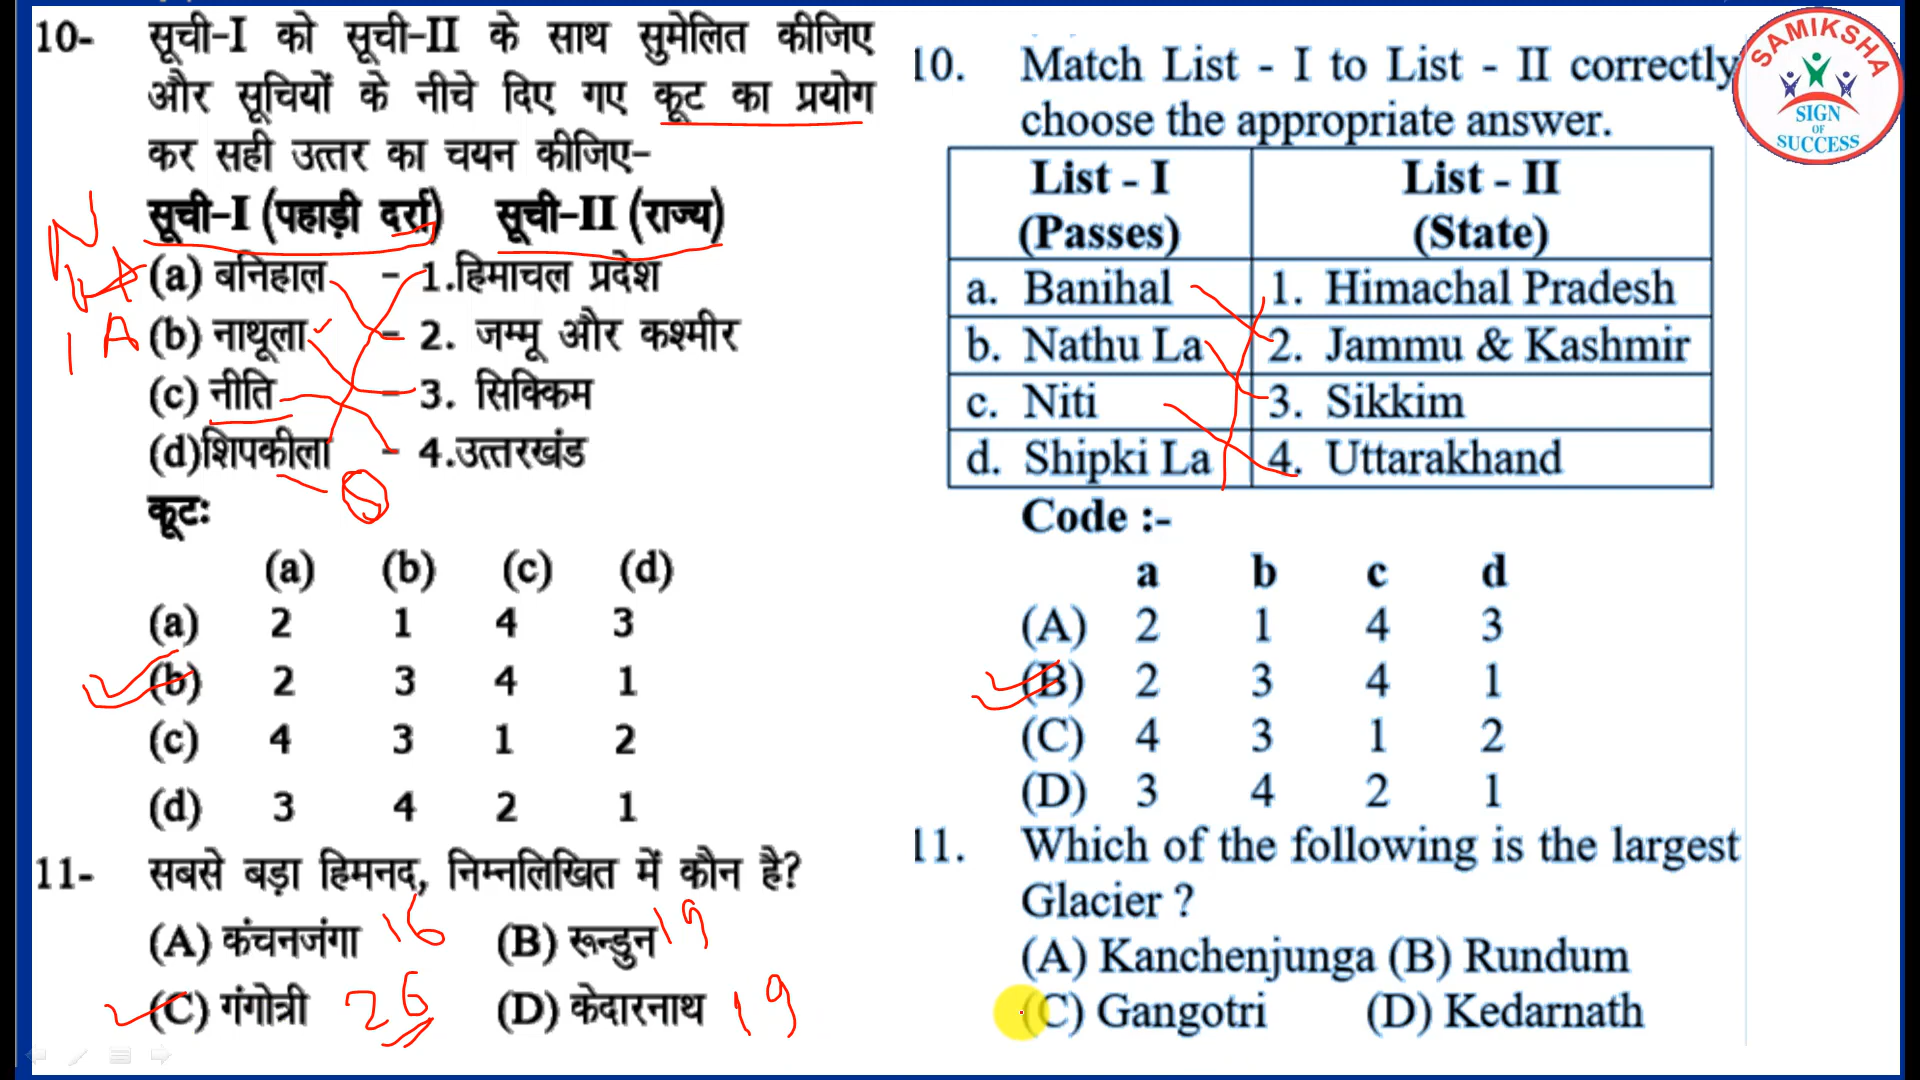 10- सूची-I को सूची-II के साथ सुमेलित कीजिए
और सूचियों के नीचे दिए गए कूट का प्रयोग
कर सही उत्तर का चयन कीजिए-
सूची-I (पहाड़ी दर्रा) सूची-II (राज्य)
(a) बनिहाल - 1.हिमाचल प्रदेश
(b) नाथूला - 2. जम्मू और कश्मीर
(c) नीति - 3. सिक्किम
(d)शिपकीला - 4.उत्तरखंड
कूटः
(a) (b) (c) (d)
(a) 2 1 4 3
(b) 2 3 4 1
(c) 4 3 1 2
(d) 3 4 2 1
11- सबसे बड़ा हिमनद, निम्नलिखित में कौन है?
(A) कंचनजंगा 16 (B) रून्डुन 19
(C) गंगोत्री 26 (D) केदारनाथ 19
10. Match List - I to List - II correctly
choose the appropriate answer.
List - I List - II
(Passes) (State)
a. Banihal 1. Himachal Pradesh
b. Nathu La 2. Jammu & Kashmir
c. Niti 3. Sikkim
d. Shipki La 4. Uttarakhand
Code :-
a b c d
(A) 2 1 4 3
(B) 2 3 4 1
(C) 4 3 1 2
(D) 3 4 2 1
11. Which of the following is the largest
Glacier ?
(A) Kanchenjunga (B) Rundum
(C) Gangotri (D) Kedarnath
SAMIKSHA
SIGN
OF
SUCCESS